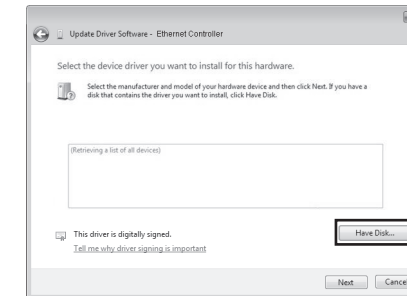 Update Driver Software - Ethernet Controller
Select the device driver you want to install for this hardware.
Select the manufacturer and model of your hardware device and then click Next. If you have a
disk that contains the driver you want to install, click Have Disk.
(Retrieving a list of all devices)
This driver is digitally signed.
Have Disk...
Tell me why driver signing is important
Next
Cancel